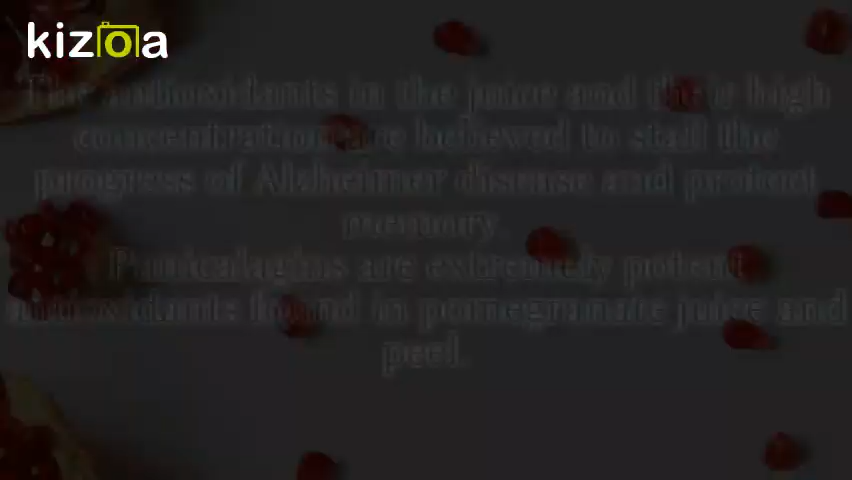 kizoa
The antioxidants in the juice and their high
concentration are believed to stall the
progress of Alzheimer disease and protect
memory.
Punicalagins are extremely potent
antioxidants found in pomegranate juice and
peel.